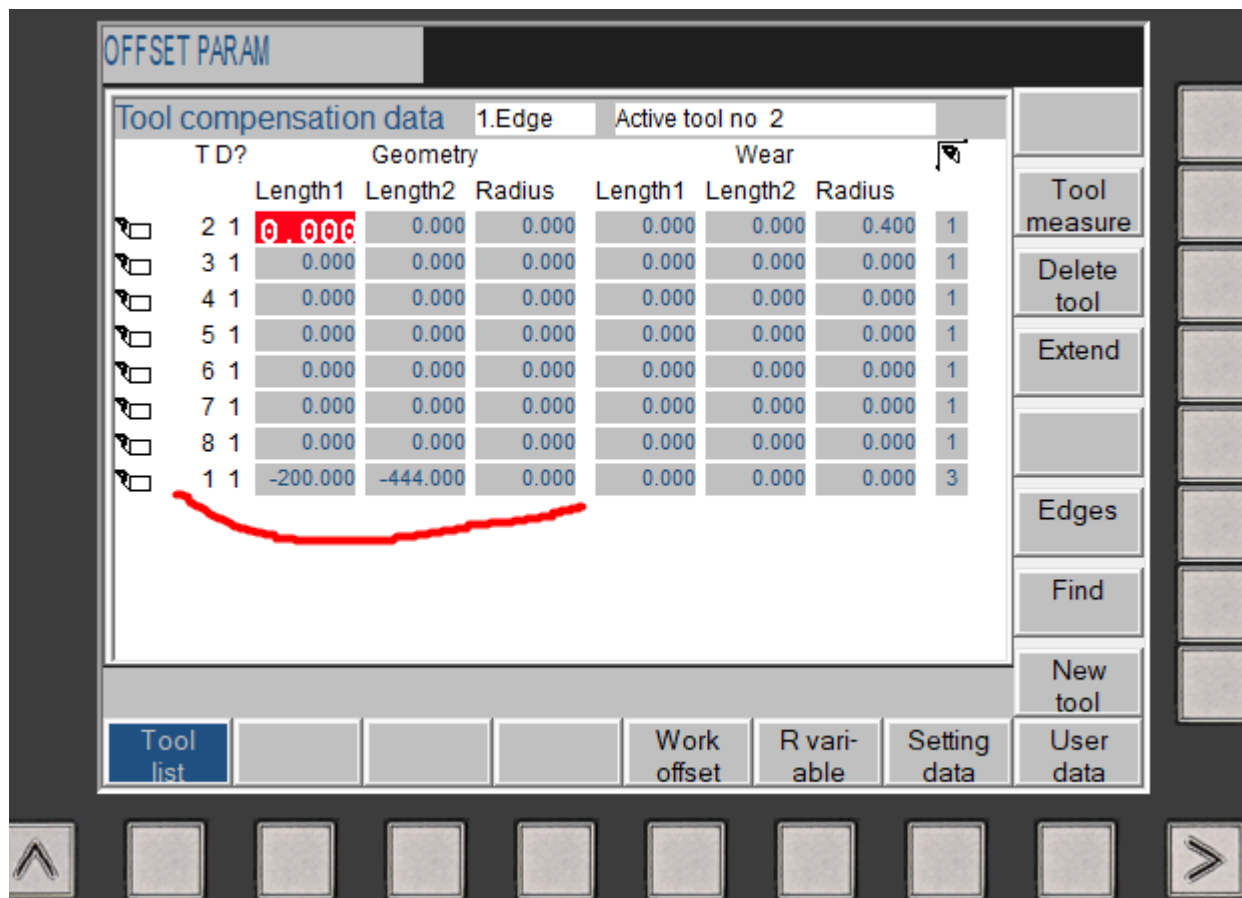 OFFSET PARAM
Tool compensation data 1.Edge Active tool no 2
T D? Geometry Wear
Length1 Length2 Radius Length1 Length2 Radius
2 1 0.000 0.000 0.000 0.000 0.000 0.400 1
3 1 0.000 0.000 0.000 0.000 0.000 0.000 1
4 1 0.000 0.000 0.000 0.000 0.000 0.000 1
5 1 0.000 0.000 0.000 0.000 0.000 0.000 1
6 1 0.000 0.000 0.000 0.000 0.000 0.000 1
7 1 0.000 0.000 0.000 0.000 0.000 0.000 1
8 1 0.000 0.000 0.000 0.000 0.000 0.000 1
1 1 -200.000 -444.000 0.000 0.000 0.000 0.000 3
Tool
measure
Delete
tool
Extend
Edges
Find
New
tool
Tool
list
Work
offset
R vari-
able
Setting
data
User
data